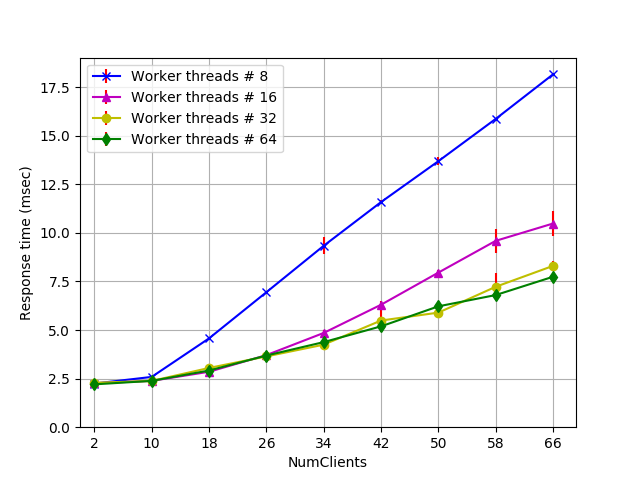 Worker threads # 8
Worker threads # 16
Worker threads # 32
Worker threads # 64
Response time (msec)
17.5
15.0
12.5
10.0
7.5
5.0
2.5
0.0
2 10 18 26 34 42 50 58 66
NumClients